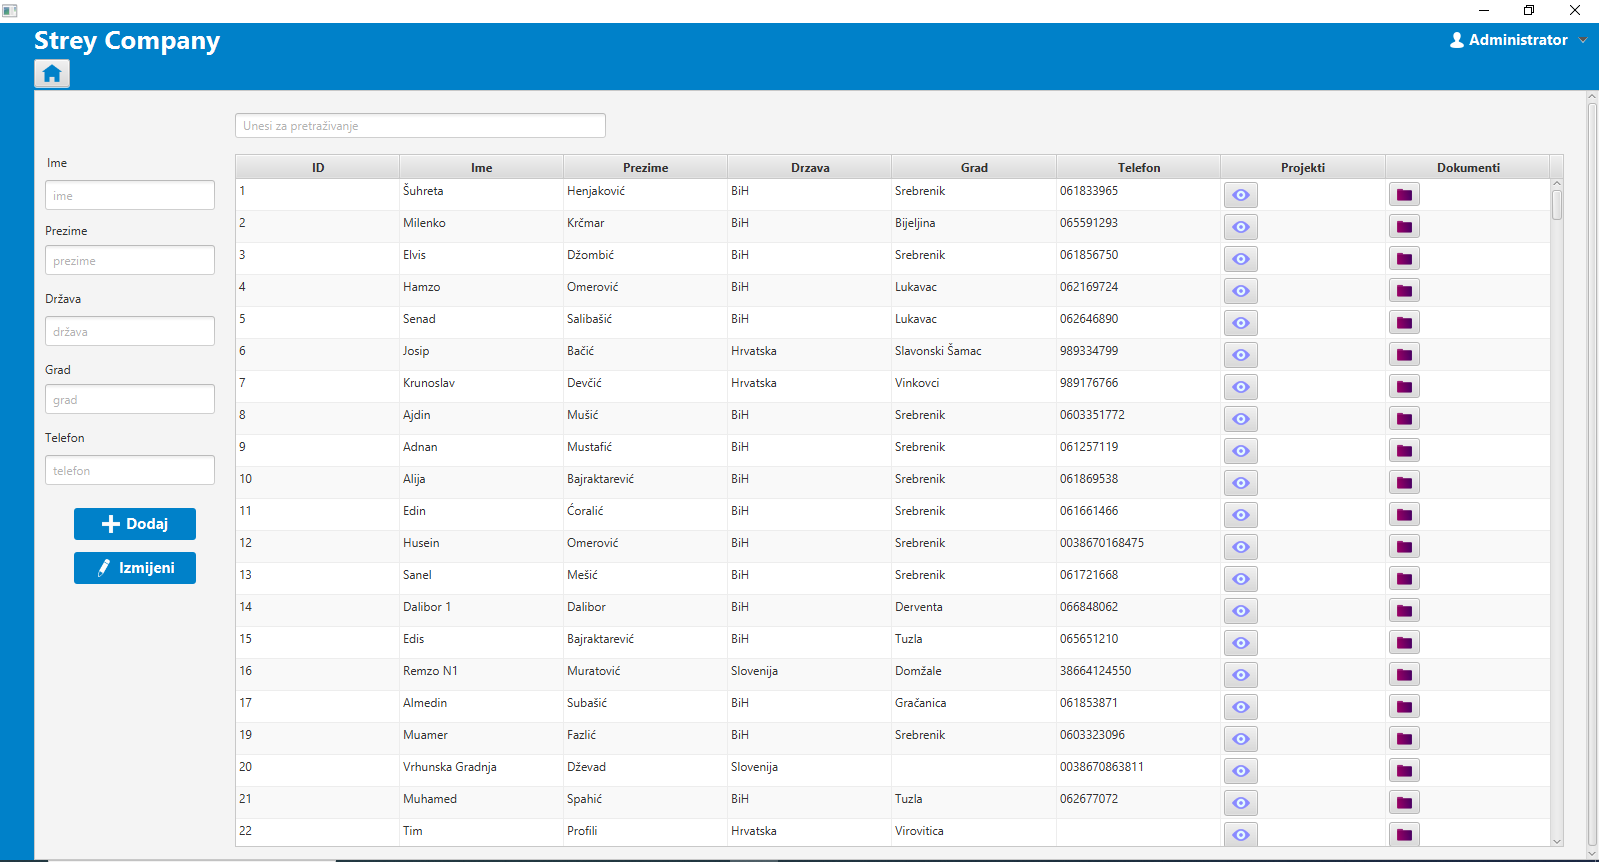 Strey Company
Administrator
Unesi za pretraživanje
Ime
ime
Prezime
prezime
Država
država
Grad
grad
Telefon
telefon
Dodaj
Izmijeni
ID Ime Prezime Drzava Grad Telefon Projekti Dokumenti
1 Šuhreta Henjaković BiH Srebrenik 061833965
2 Milenko Krčmar BiH Bijeljina 065591293
3 Elvis Džombić BiH Srebrenik 061856750
4 Hamzo Omerović BiH Lukavac 062169724
5 Senad Salibašić BiH Lukavac 062646890
6 Josip Bačić Hrvatska Slavonski Šamac 989334799
7 Krunoslav Devčić Hrvatska Vinkovci 989176766
8 Ajdin Mušić BiH Srebrenik 0603351772
9 Adnan Mustafić BiH Srebrenik 061257119
10 Alija Bajraktarević BiH Srebrenik 061869538
11 Edin Ćoralić BiH Srebrenik 061661466
12 Husein Omerović BiH Srebrenik 0038670168475
13 Sanel Mešić BiH Srebrenik 061721668
14 Dalibor 1 Dalibor BiH Derventa 066848062
15 Edis Bajraktarević BiH Tuzla 065651210
16 Remzo N1 Muratović Slovenija Domžale 38664124550
17 Almedin Subašić BiH Gračanica 061853871
19 Muamer Fazlić BiH Srebrenik 0603323096
20 Vrhunska Gradnja Dževad Slovenija 0038670863811
21 Muhamed Spahić BiH Tuzla 062677072
22 Tim Profili Hrvatska Virovitica